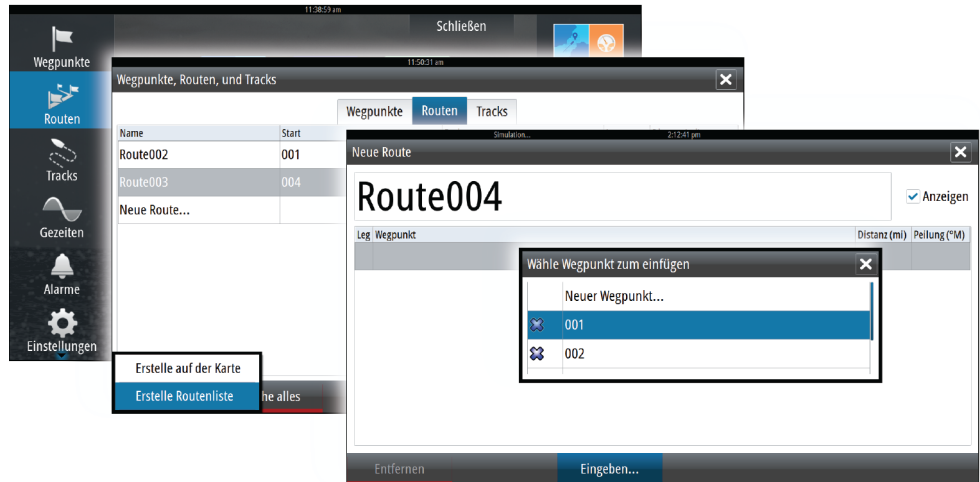 11:38:59 am
Schließen
Wegpunkte
Routen
Tracks
Gezeiten
Alarme
Einstellungen
11:50:31 am
Wegpunkte, Routen, und Tracks
Wegpunkte Routen Tracks
Name Start
Route002 001
Route003 004
Neue Route...
Erstelle auf der Karte
Erstelle Routenliste
he alles
Simulation... 2:12:41 pm
Neue Route
Route004
Anzeigen
Leg Wegpunkt Distanz (mi) Peilung (°M)
Wähle Wegpunkt zum einfügen
Neuer Wegpunkt...
001
002
Entfernen Eingeben...